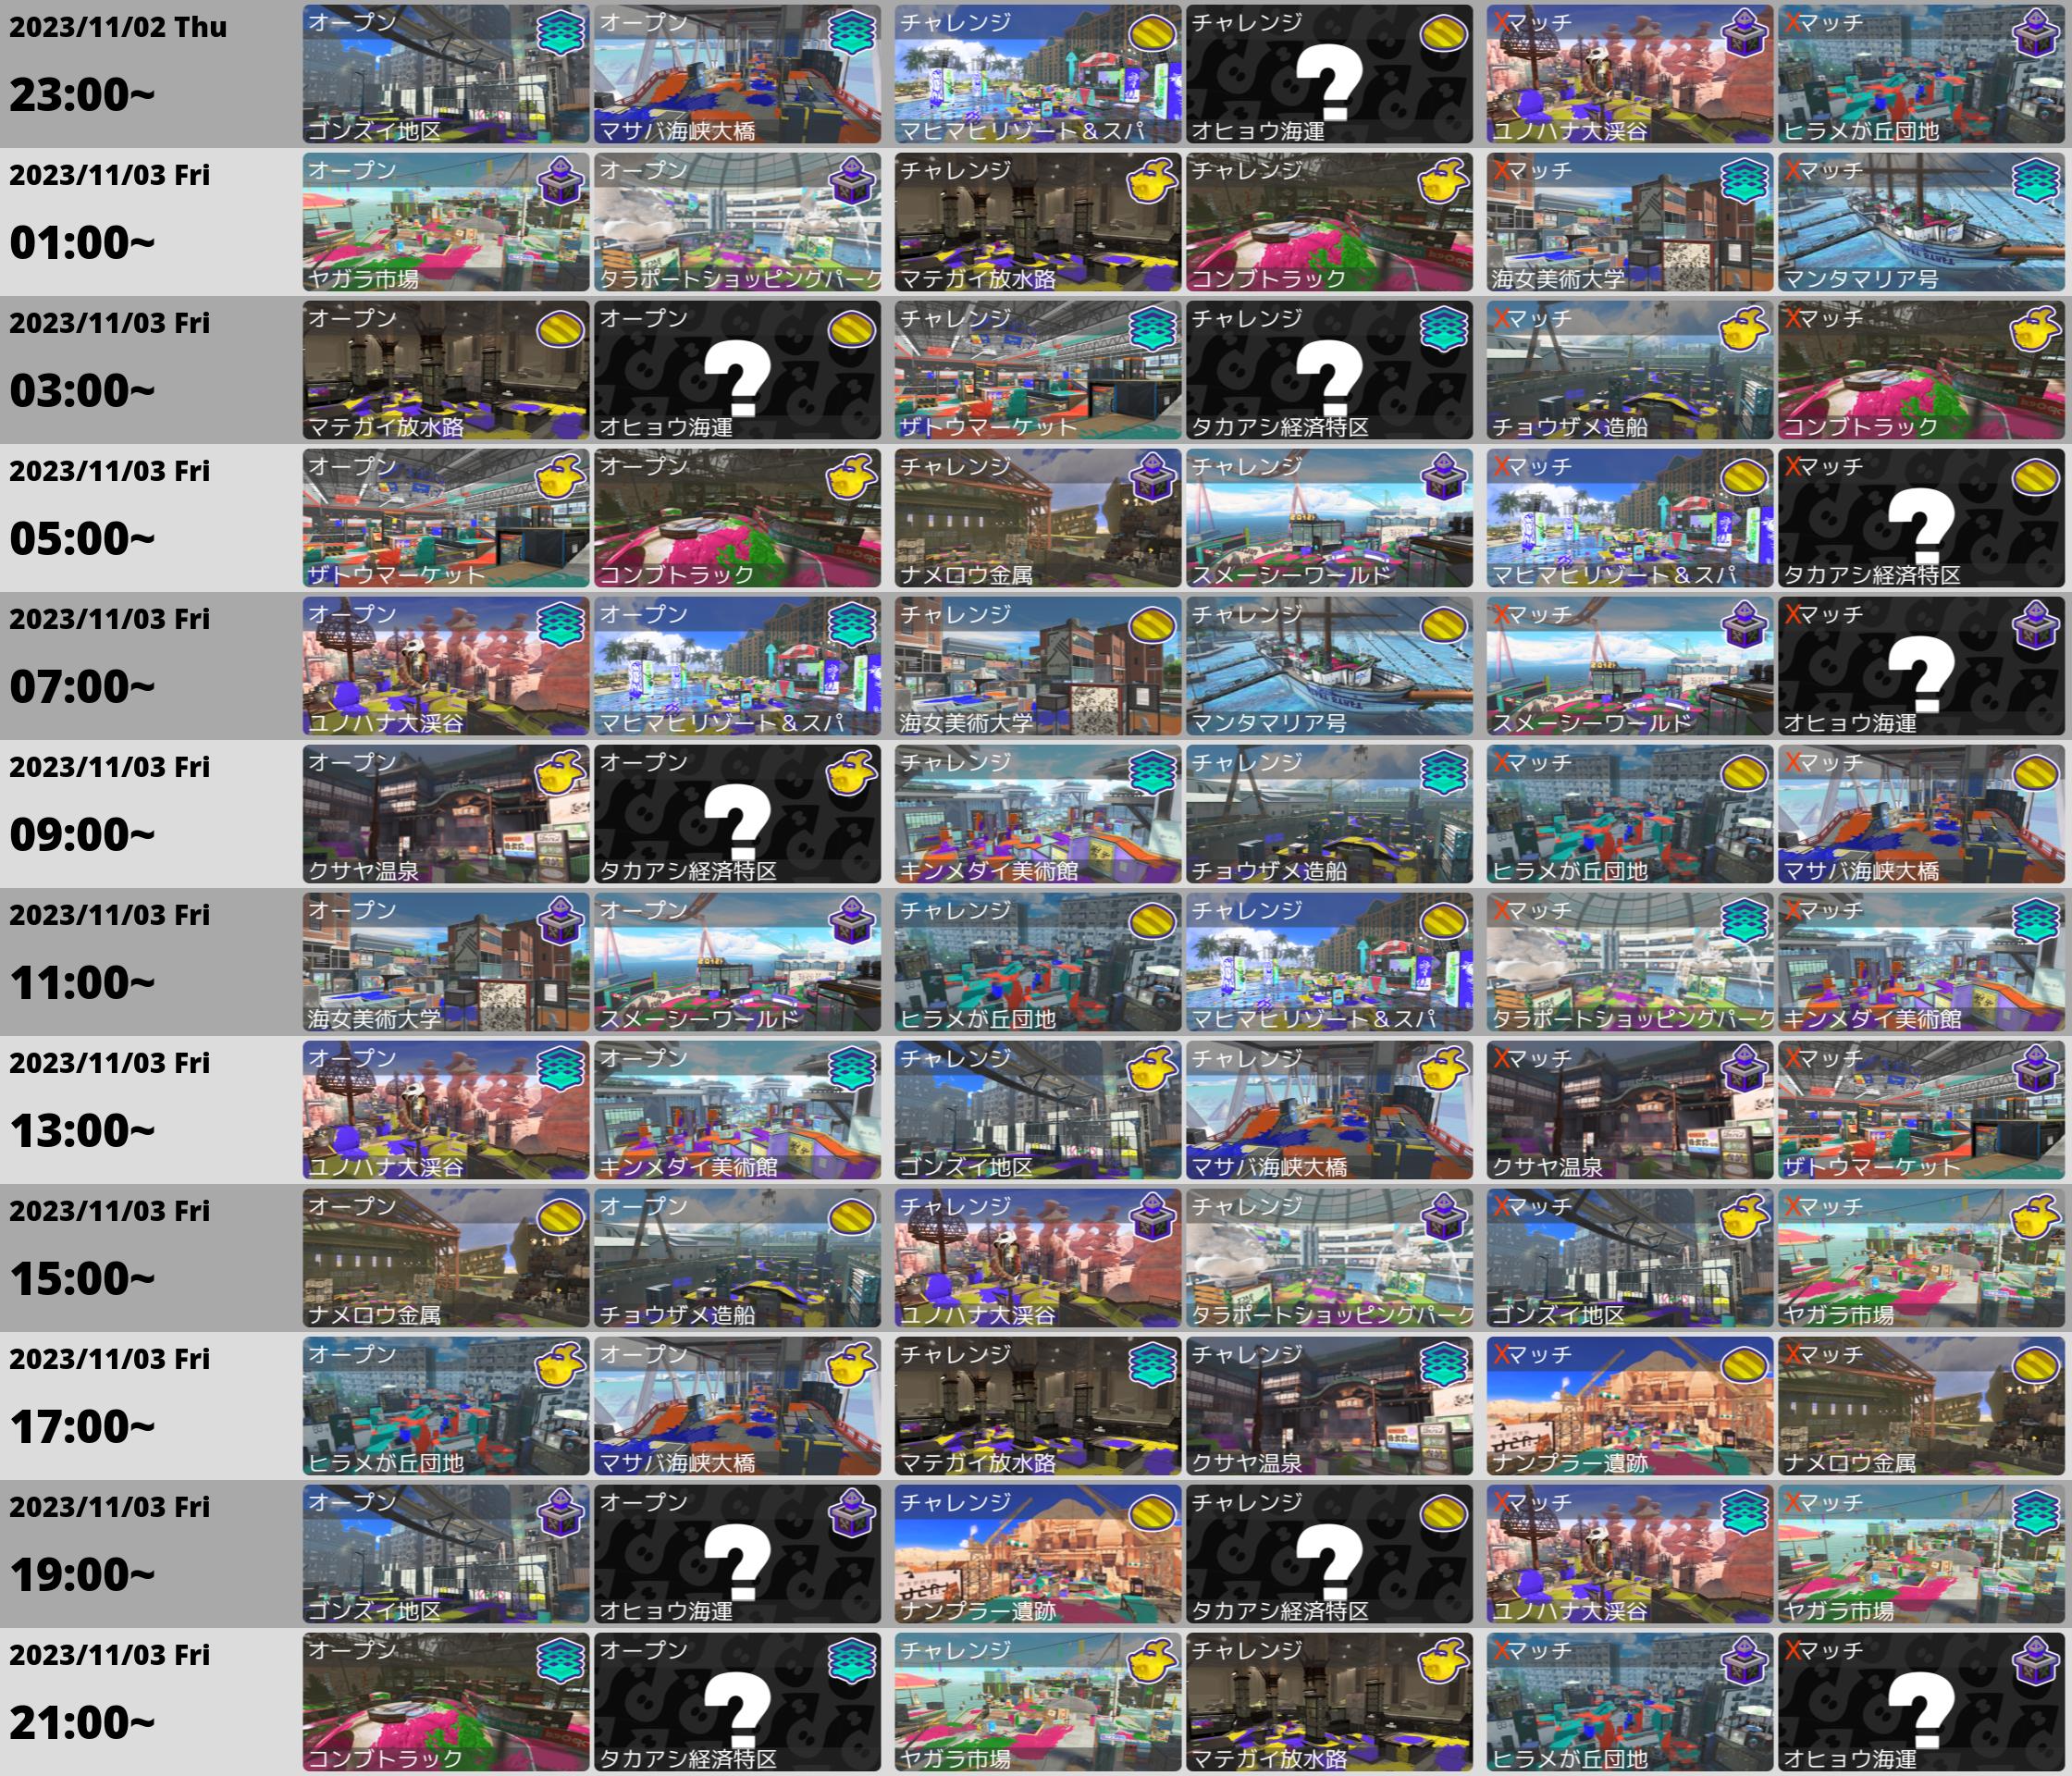 2023/11/02 Thu
23:00~
オープン オープン チャレンジ チャレンジ Xマッチ Xマッチ
ゴンズイ地区 マサバ海峡大橋 マヒマヒリゾート＆スパ オヒョウ海運 ユノハナ大渓谷 ヒラメが丘団地
2023/11/03 Fri
01:00~
オープン オープン チャレンジ チャレンジ Xマッチ Xマッチ
ヤガラ市場 タラポートショッピングパーク マテガイ放水路 コンブトラック 海女美術大学 マンタマリア号
2023/11/03 Fri
03:00~
オープン オープン チャレンジ チャレンジ Xマッチ Xマッチ
マテガイ放水路 オヒョウ海運 ザトウマーケット タカアシ経済特区 チョウザメ造船 コンブトラック
2023/11/03 Fri
05:00~
オープン オープン チャレンジ チャレンジ Xマッチ Xマッチ
ザトウマーケット コンブトラック ナメロウ金属 スメーシーワールド マヒマヒリゾート＆スパ タカアシ経済特区
2023/11/03 Fri
07:00~
オープン オープン チャレンジ チャレンジ Xマッチ Xマッチ
ユノハナ大渓谷 マヒマヒリゾート＆スパ 海女美術大学 マンタマリア号 スメーシーワールド オヒョウ海運
2023/11/03 Fri
09:00~
オープン オープン チャレンジ チャレンジ Xマッチ Xマッチ
クサヤ温泉 タカアシ経済特区 キンメダイ美術館 チョウザメ造船 ヒラメが丘団地 マサバ海峡大橋
2023/11/03 Fri
11:00~
オープン オープン チャレンジ チャレンジ Xマッチ Xマッチ
海女美術大学 スメーシーワールド ヒラメが丘団地 マヒマヒリゾート＆スパ タラポートショッピングパーク キンメダイ美術館
2023/11/03 Fri
13:00~
オープン オープン チャレンジ チャレンジ Xマッチ Xマッチ
ユノハナ大渓谷 キンメダイ美術館 ゴンズイ地区 マサバ海峡大橋 クサヤ温泉 ザトウマーケット
2023/11/03 Fri
15:00~
オープン オープン チャレンジ チャレンジ Xマッチ Xマッチ
ナメロウ金属 チョウザメ造船 ユノハナ大渓谷 タラポートショッピングパーク ゴンズイ地区 ヤガラ市場
2023/11/03 Fri
17:00~
オープン オープン チャレンジ チャレンジ Xマッチ Xマッチ
ヒラメが丘団地 マサバ海峡大橋 マテガイ放水路 クサヤ温泉 ナンプラー遺跡 ナメロウ金属
2023/11/03 Fri
19:00~
オープン オープン チャレンジ チャレンジ Xマッチ Xマッチ
ゴンズイ地区 オヒョウ海運 ナンプラー遺跡 タカアシ経済特区 ユノハナ大渓谷 ヤガラ市場
2023/11/03 Fri
21:00~
オープン オープン チャレンジ チャレンジ Xマッチ Xマッチ
コンブトラック タカアシ経済特区 ヤガラ市場 マテガイ放水路 ヒラメが丘団地 オヒョウ海運